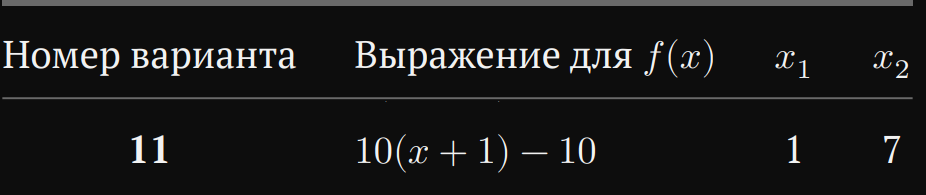 Номер варианта Выражение для f(x) x₁ x₂
11 10(x + 1) − 10 1 7